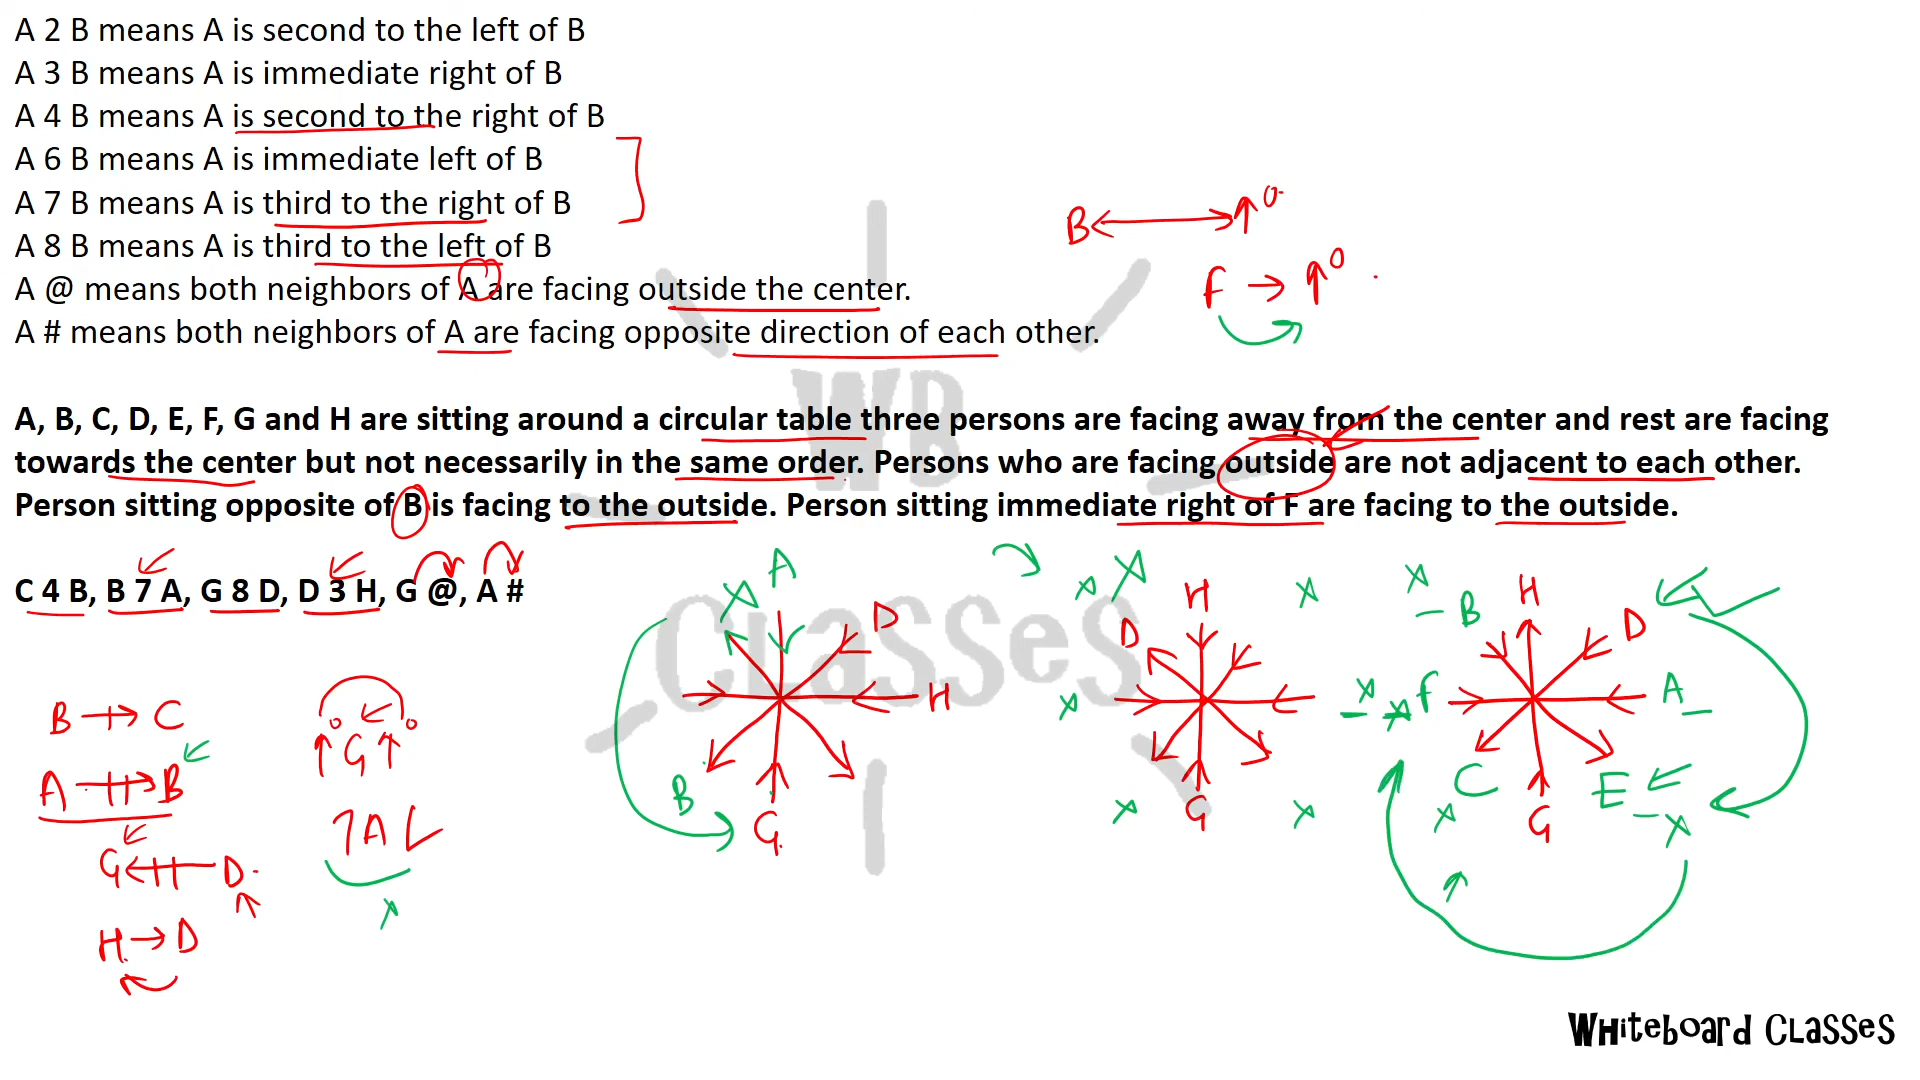 A 2 B means A is second to the left of B
A 3 B means A is immediate right of B
A 4 B means A is second to the right of B
A 6 B means A is immediate left of B
A 7 B means A is third to the right of B
A 8 B means A is third to the left of B
A @ means both neighbors of A are facing outside the center.
A # means both neighbors of A are facing opposite direction of each other.
B O
F O
A, B, C, D, E, F, G and H are sitting around a circular table three persons are facing away from the center and rest are facing
towards the center but not necessarily in the same order. Persons who are facing outside are not adjacent to each other.
Person sitting opposite of B is facing to the outside. Person sitting immediate right of F are facing to the outside.
C 4 B, B 7 A, G 8 D, D 3 H, G @, A #
B → C
A B
G D
H → D
O O
G
A
A D H B G
H D G
H B D F A C E G
WB
CLASSES
WHiteboard CLasses